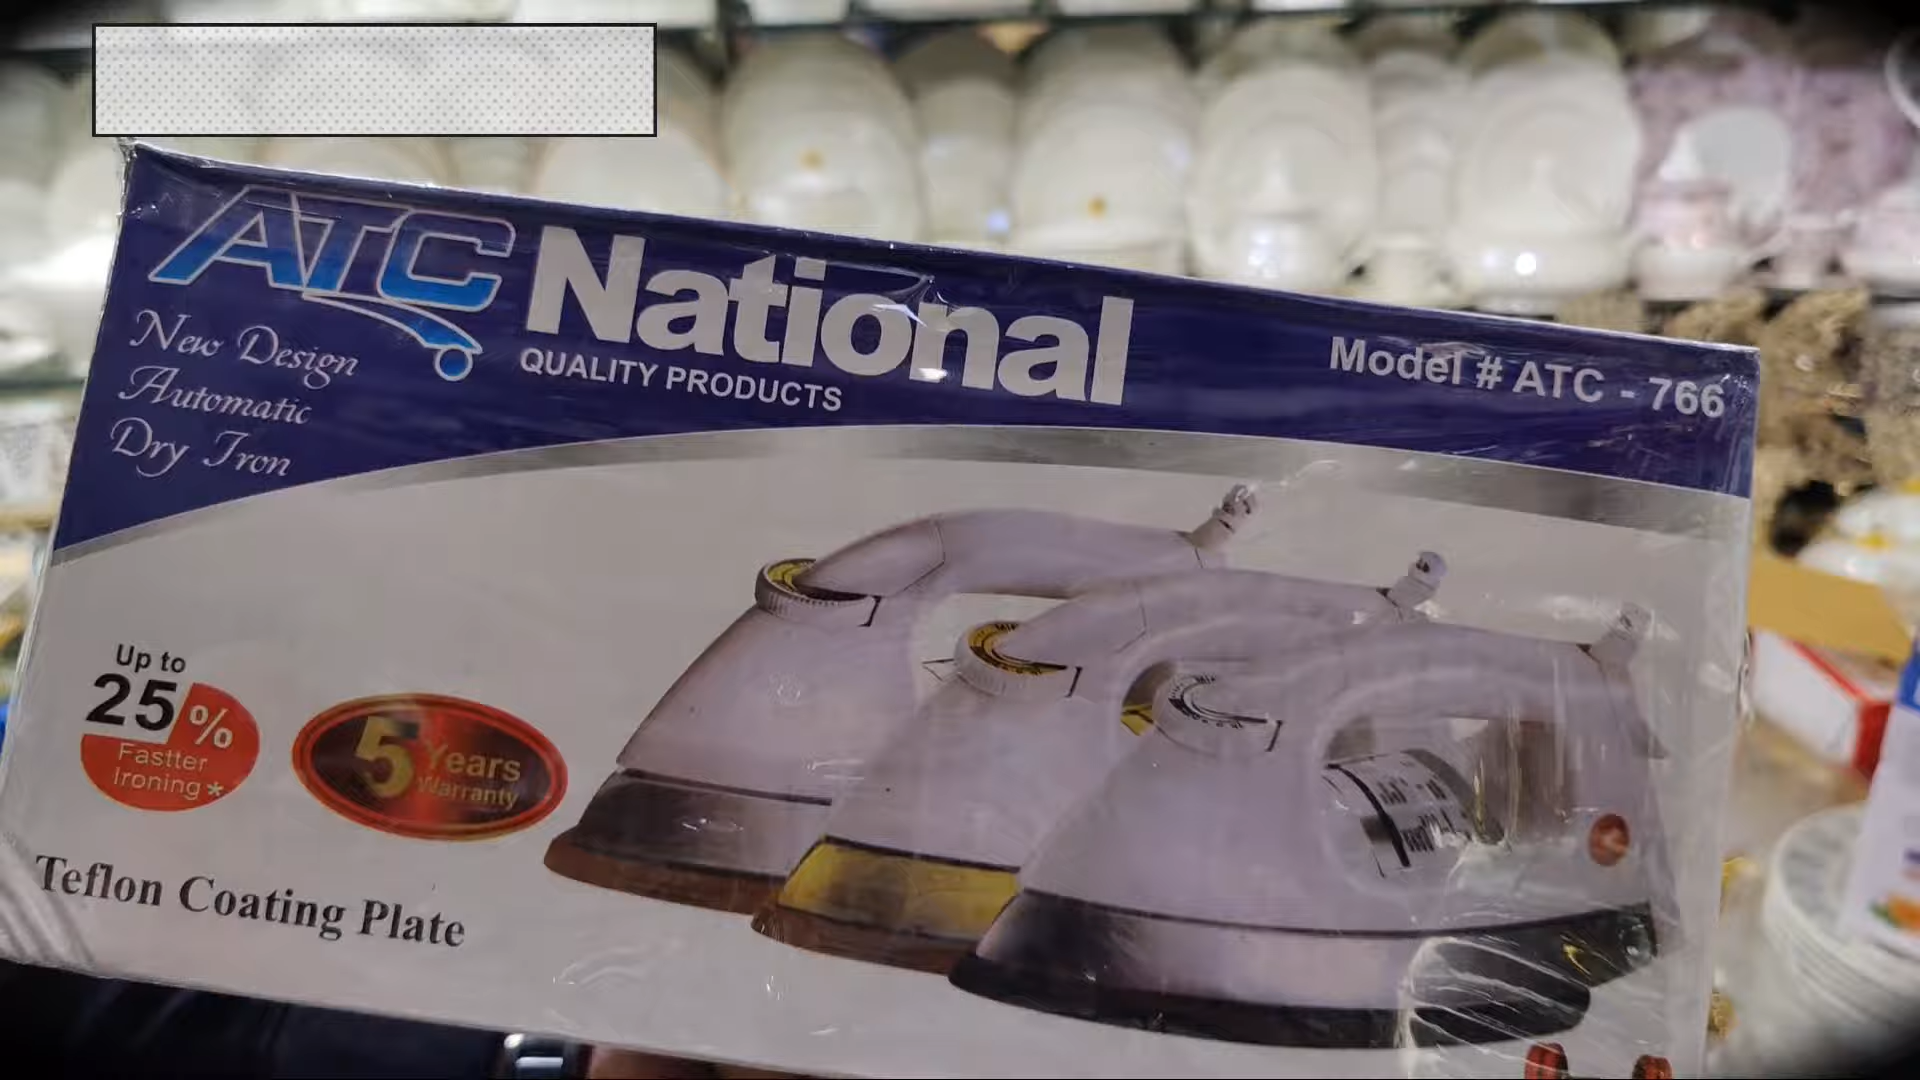 ATC National
QUALITY PRODUCTS
Model # ATC - 766
New Design
Automatic
Dry Iron
Up to
25%
Fastter
Ironing*
5 Years
Warranty
Teflon Coating Plate